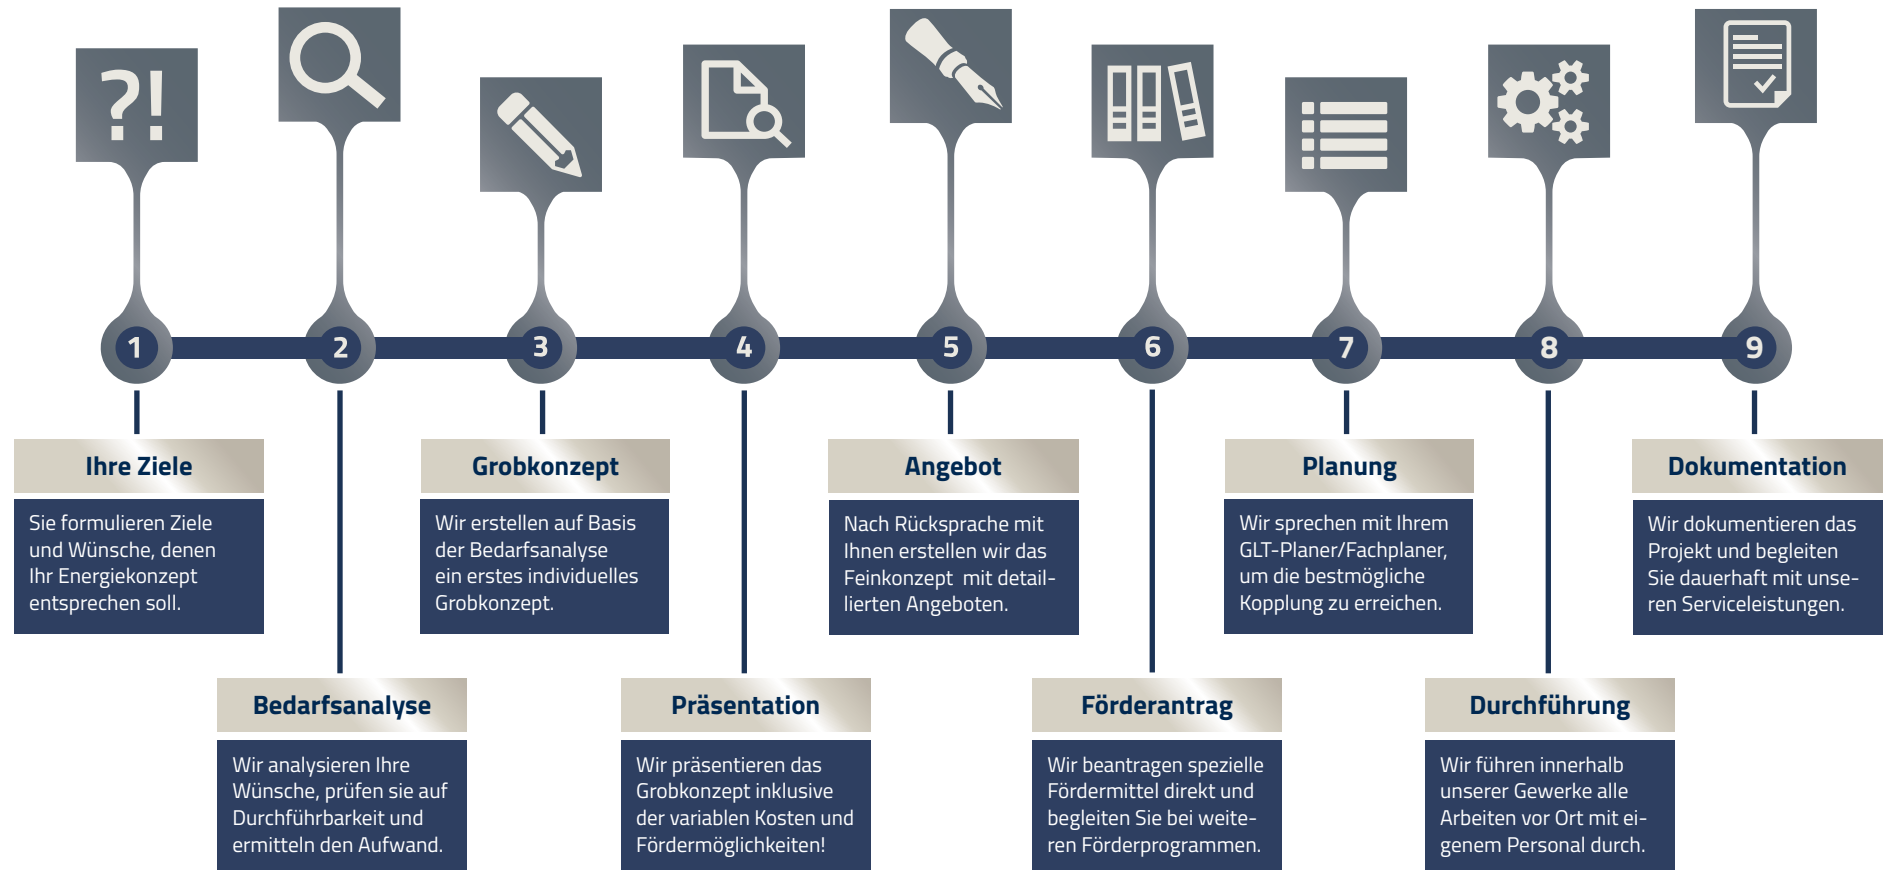 ?!
1
Ihre Ziele
Sie formulieren Ziele
und Wünsche, denen
Ihr Energiekonzept
entsprechen soll.
2
Bedarfsanalyse
Wir analysieren Ihre
Wünsche, prüfen sie auf
Durchführbarkeit und
ermitteln den Aufwand.
3
Grobkonzept
Wir erstellen auf Basis
der Bedarfsanalyse
ein erstes individuelles
Grobkonzept.
4
Präsentation
Wir präsentieren das
Grobkonzept inklusive
der variablen Kosten und
Fördermöglichkeiten!
5
Angebot
Nach Rücksprache mit
Ihnen erstellen wir das
Feinkonzept  mit detail-
lierten Angeboten.
6
Förderantrag
Wir beantragen spezielle
Fördermittel direkt und
begleiten Sie bei weite-
ren Förderprogrammen.
7
Planung
Wir sprechen mit Ihrem
GLT-Planer/Fachplaner,
um die bestmögliche
Kopplung zu erreichen.
8
Durchführung
Wir führen innerhalb
unserer Gewerke alle
Arbeiten vor Ort mit ei-
genem Personal durch.
9
Dokumentation
Wir dokumentieren das
Projekt und begleiten
Sie dauerhaft mit unse-
ren Serviceleistungen.